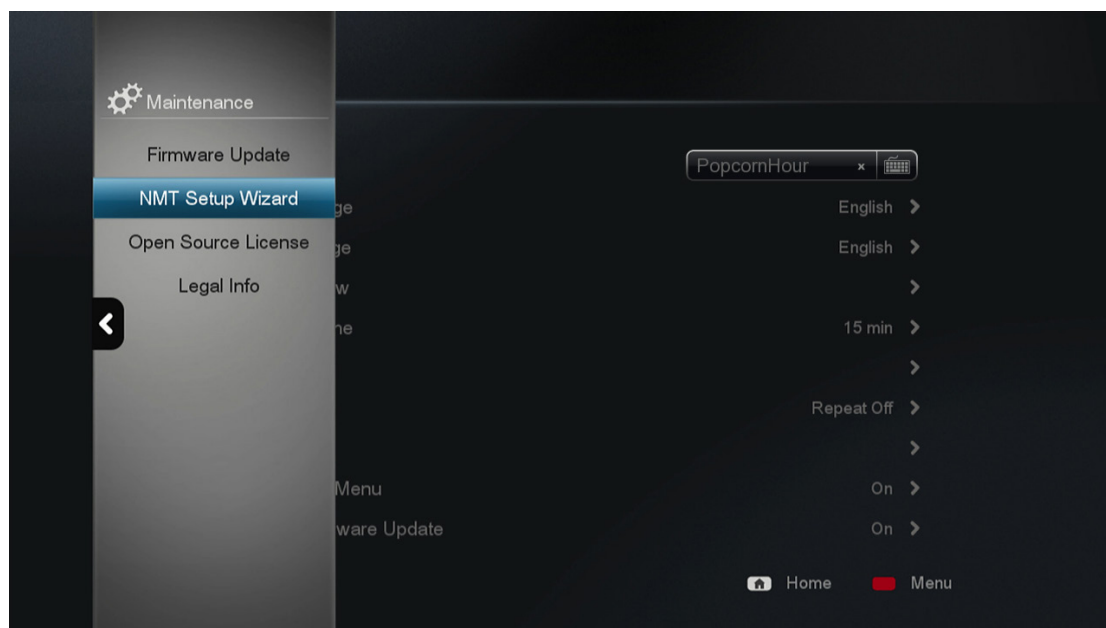 Maintenance
Firmware Update
NMT Setup Wizard
Open Source License
Legal Info
PopcornHour x
ge English
ge English
w
ne 15 min
Repeat Off
Menu On
ware Update On
Home Menu